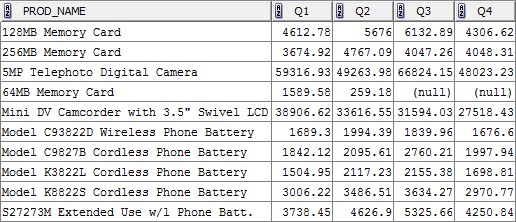 PROD_NAME Q1 Q2 Q3 Q4
128MB Memory Card 4612.78 5676 6132.89 4306.62
256MB Memory Card 3674.92 4767.09 4047.26 4048.31
5MP Telephoto Digital Camera 59316.93 49263.98 66824.15 48023.23
64MB Memory Card 1589.58 259.18 (null) (null)
Mini DV Camcorder with 3.5" Swivel LCD 38906.62 33616.55 31594.03 27518.43
Model C93822D Wireless Phone Battery 1689.3 1994.39 1839.96 1676.6
Model C9827B Cordless Phone Battery 1842.12 2095.61 2760.21 1997.94
Model K3822L Cordless Phone Battery 1504.95 2117.23 2155.38 1698.81
Model K8822S Cordless Phone Battery 3006.22 3486.51 3634.27 2970.77
S27273M Extended Use w/l Phone Batt. 3738.45 4626.9 5325.66 4250.84